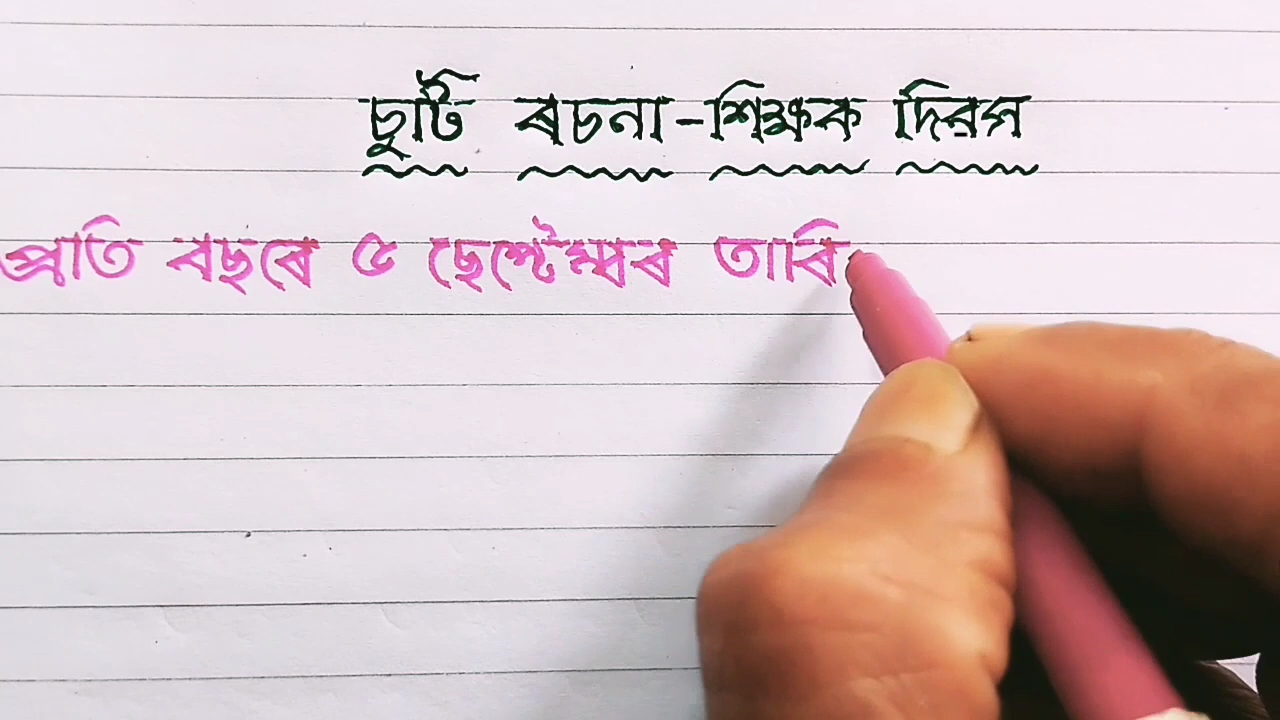 চুটি ৰচনা-শিক্ষক দিৱস
প্ৰতি বছৰে ৫ ছেপ্টেম্বৰ তাৰি